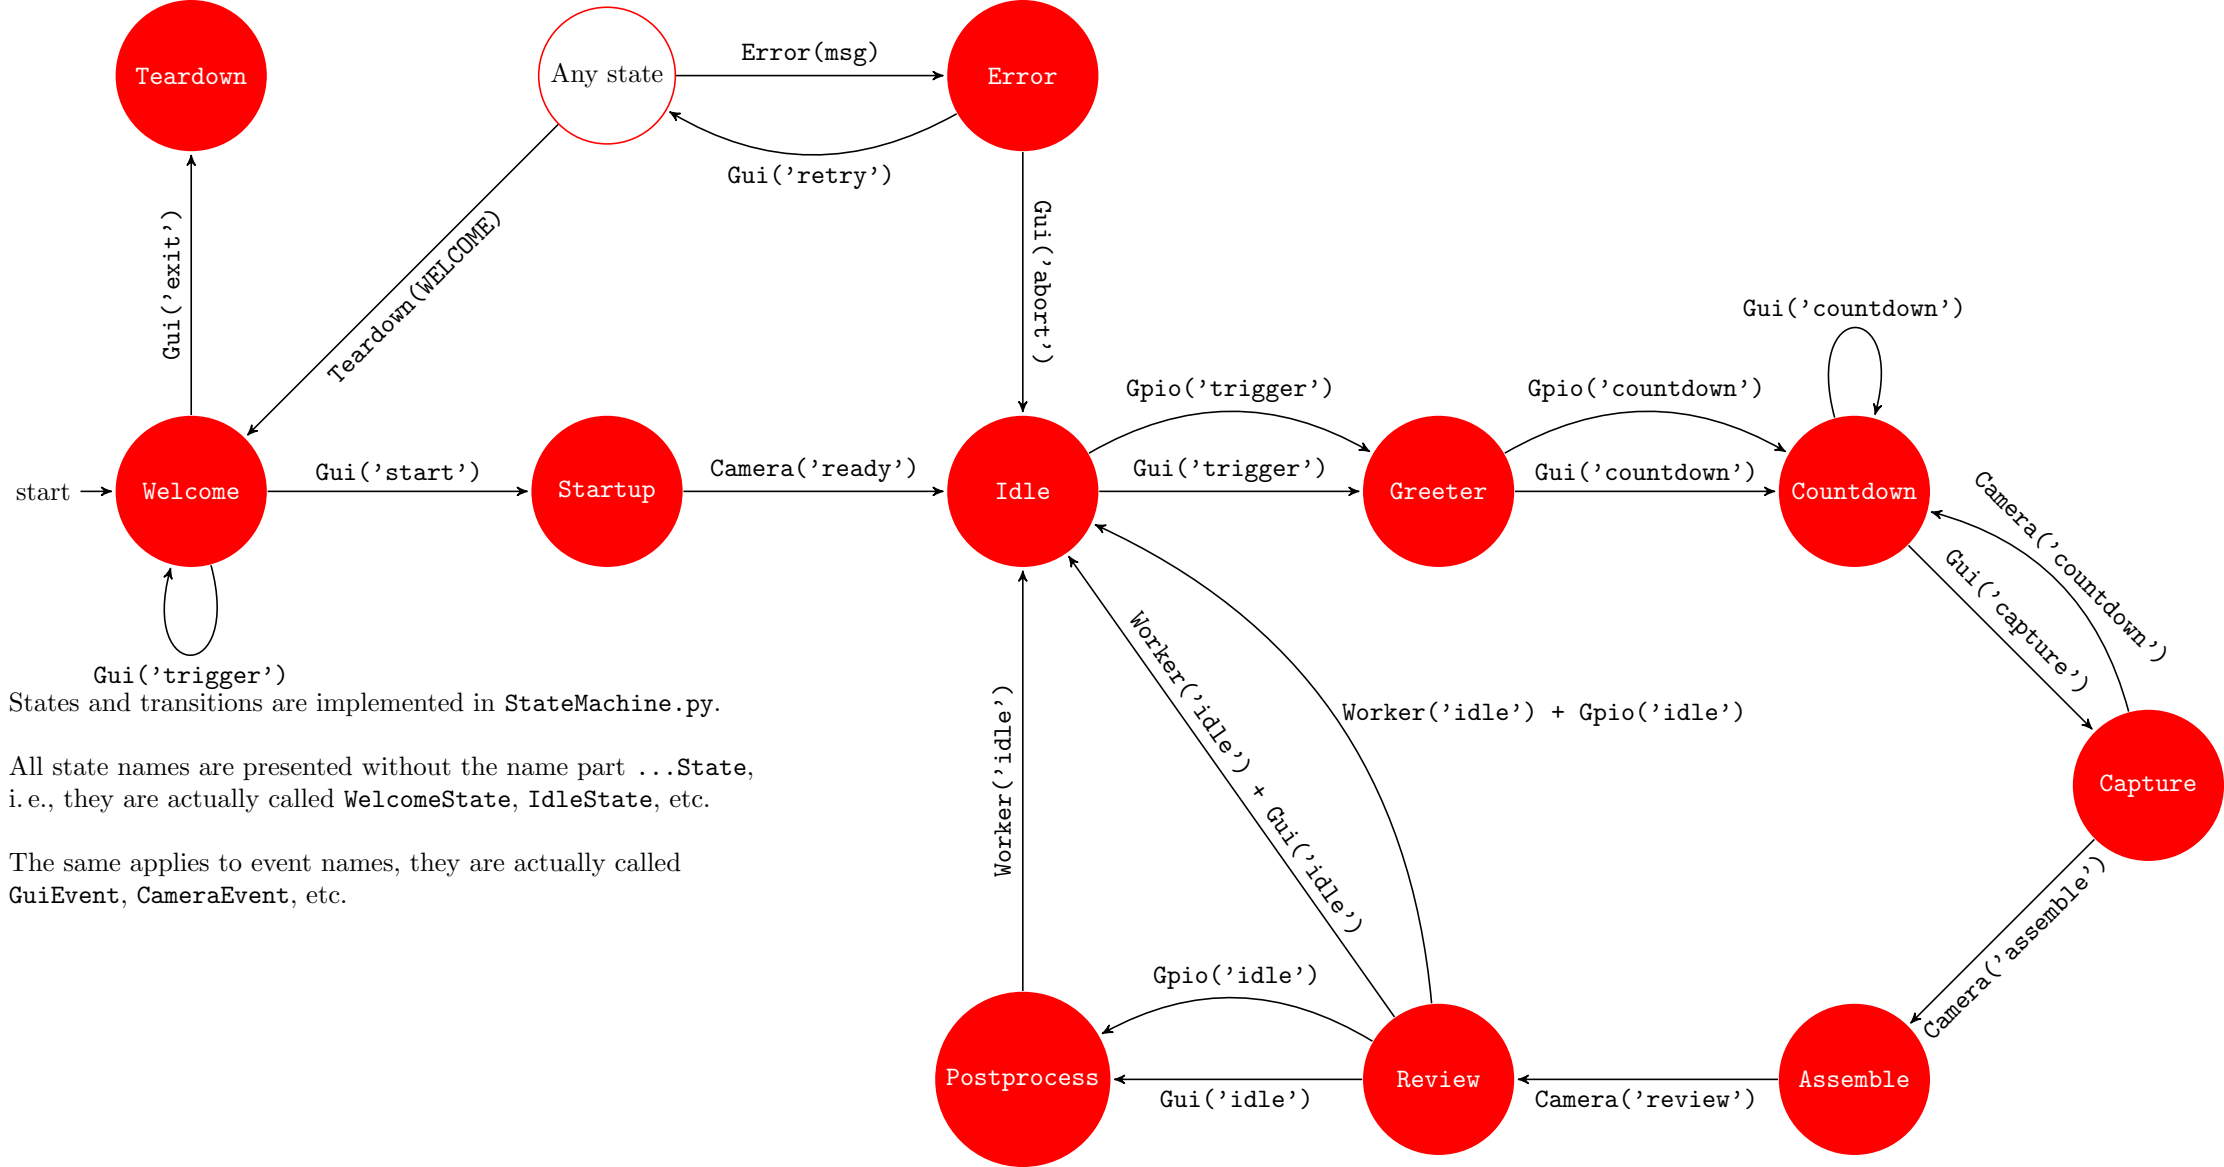 Teardown
Any state
Error(msg)
Error
Gui('retry')
Gui('exit')
Teardown(WELCOME)
Gui('abort')
Gui('countdown')
Gpio('trigger')
Gpio('countdown')
start
Welcome
Gui('start')
Startup
Camera('ready')
Idle
Gui('trigger')
Greeter
Gui('countdown')
Countdown
Camera('countdown')
Gui('capture')
Gui('trigger')
States and transitions are implemented in StateMachine.py.
All state names are presented without the name part ...State,
i.e., they are actually called WelcomeState, IdleState, etc.
The same applies to event names, they are actually called
GuiEvent, CameraEvent, etc.
Worker('idle')
Worker('idle') + Gui('idle')
Worker('idle') + Gpio('idle')
Capture
Camera('assemble')
Gpio('idle')
Postprocess
Gui('idle')
Review
Camera('review')
Assemble